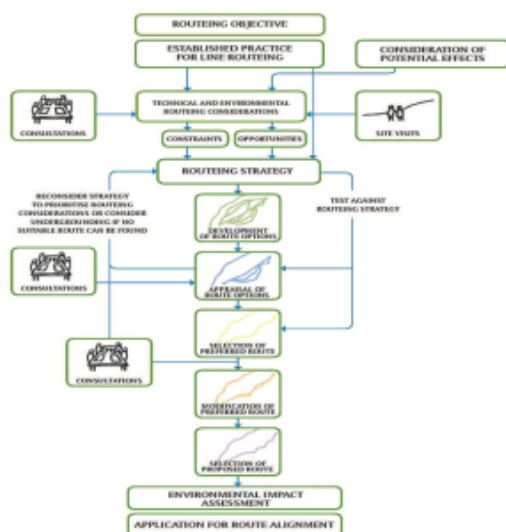 ROUTEING OBJECTIVE
ESTABLISHED PRACTICE
FOR LINE ROUTEING
CONSIDERATION OF
POTENTIAL EFFECTS
TECHNICAL AND ENVIRONMENTAL
ROUTEING CONSIDERATIONS
CONSULTATIONS
SITE VISITS
CONSTRAINTS
OPPORTUNITIES
ROUTEING STRATEGY
RECONSIDER STRATEGY
TO PRIORITISE ROUTEING
CONSIDERATIONS OR CONSIDER
UNDERGROUNDING IF NO
SUITABLE ROUTE CAN BE FOUND
TEST AGAINST
ROUTEING STRATEGY
DEVELOPMENT
OF ROUTE OPTIONS
CONSULTATIONS
APPRAISAL OF
ROUTE OPTIONS
SELECTION OF
PREFERRED ROUTE
CONSULTATIONS
MODIFICATION OF
PREFERRED ROUTE
SELECTION OF
PROPOSED ROUTE
ENVIRONMENTAL IMPACT
ASSESSMENT
APPLICATION FOR ROUTE ALIGNMENT